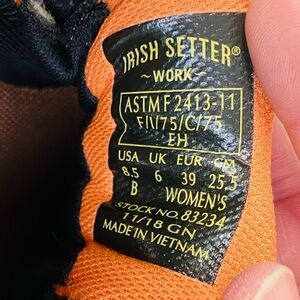 IRISH SETTER®
~WORK~
ASTM F 2413-11
F/I/75/C/75
EH
USA UK EUR CM
8.5 6 39 25.5
B WOMEN'S
STOCK NO. 83234
11/18 GN
MADE IN VIETNAM